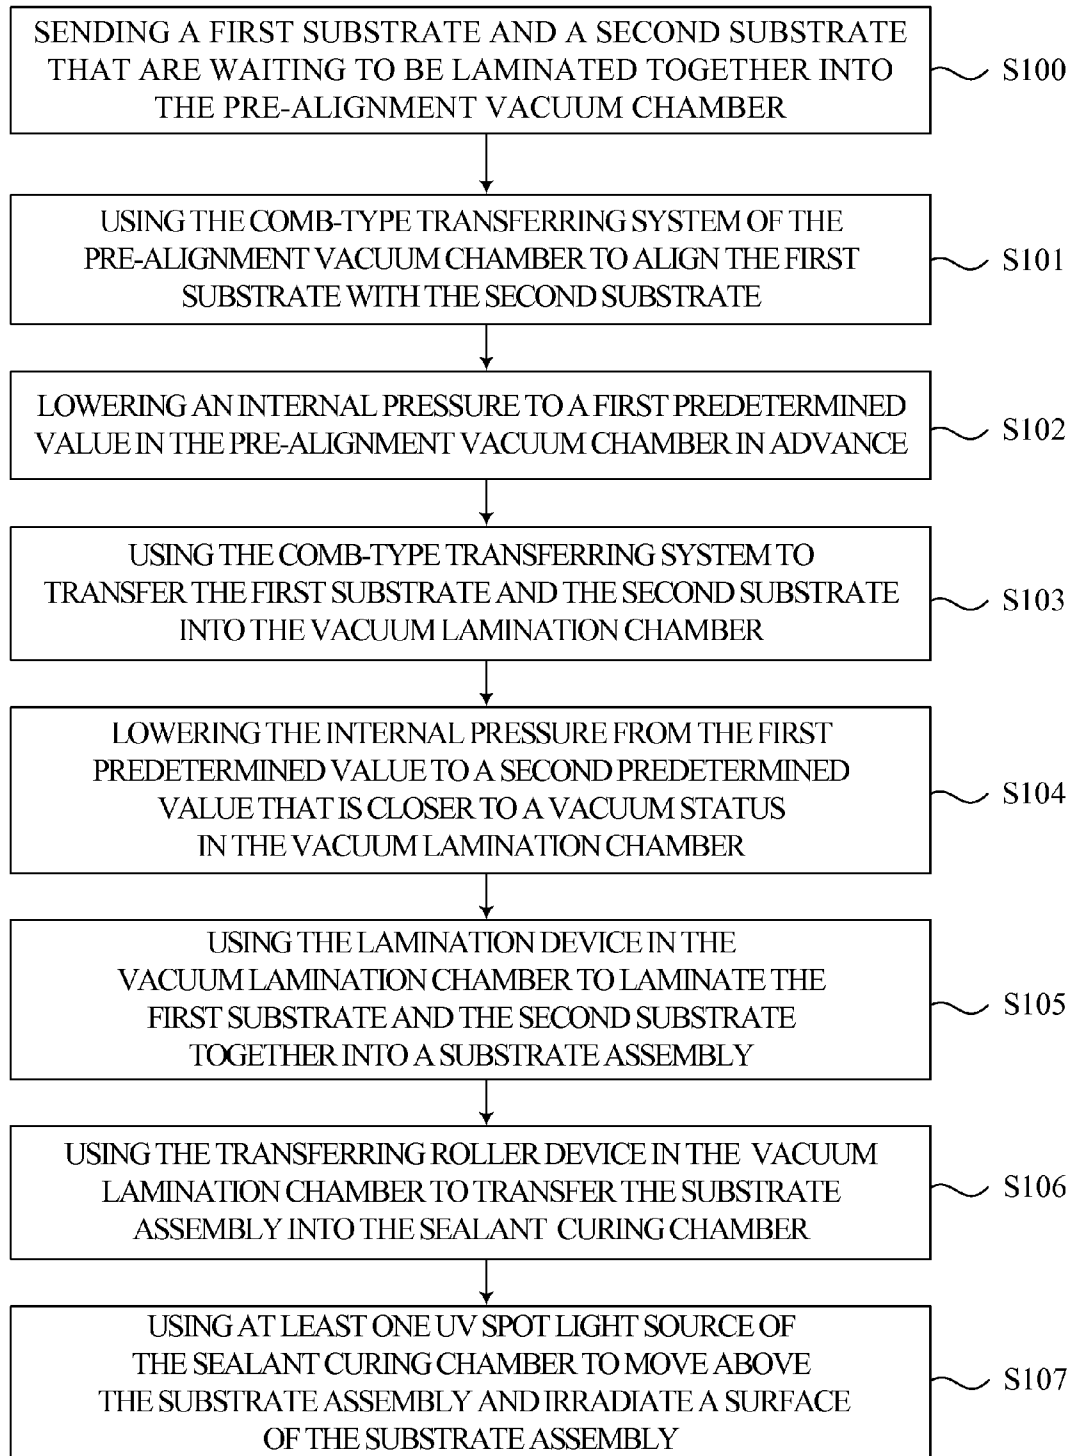 SENDING A FIRST SUBSTRATE AND A SECOND SUBSTRATE
THAT ARE WAITING TO BE LAMINATED TOGETHER INTO
THE PRE-ALIGNMENT VACUUM CHAMBER
S100
USING THE COMB-TYPE TRANSFERRING SYSTEM OF THE
PRE-ALIGNMENT VACUUM CHAMBER TO ALIGN THE FIRST
SUBSTRATE WITH THE SECOND SUBSTRATE
S101
LOWERING AN INTERNAL PRESSURE TO A FIRST PREDETERMINED
VALUE IN THE PRE-ALIGNMENT VACUUM CHAMBER IN ADVANCE
S102
USING THE COMB-TYPE TRANSFERRING SYSTEM TO
TRANSFER THE FIRST SUBSTRATE AND THE SECOND SUBSTRATE
INTO THE VACUUM LAMINATION CHAMBER
S103
LOWERING THE INTERNAL PRESSURE FROM THE FIRST
PREDETERMINED VALUE TO A SECOND PREDETERMINED
VALUE THAT IS CLOSER TO A VACUUM STATUS
IN THE VACUUM LAMINATION CHAMBER
S104
USING THE LAMINATION DEVICE IN THE
VACUUM LAMINATION CHAMBER TO LAMINATE THE
FIRST SUBSTRATE AND THE SECOND SUBSTRATE
TOGETHER INTO A SUBSTRATE ASSEMBLY
S105
USING THE TRANSFERRING ROLLER DEVICE IN THE VACUUM
LAMINATION CHAMBER TO TRANSFER THE SUBSTRATE
ASSEMBLY INTO THE SEALANT CURING CHAMBER
S106
USING AT LEAST ONE UV SPOT LIGHT SOURCE OF
THE SEALANT CURING CHAMBER TO MOVE ABOVE
THE SUBSTRATE ASSEMBLY AND IRRADIATE A SURFACE
OF THE SUBSTRATE ASSEMBLY
S107